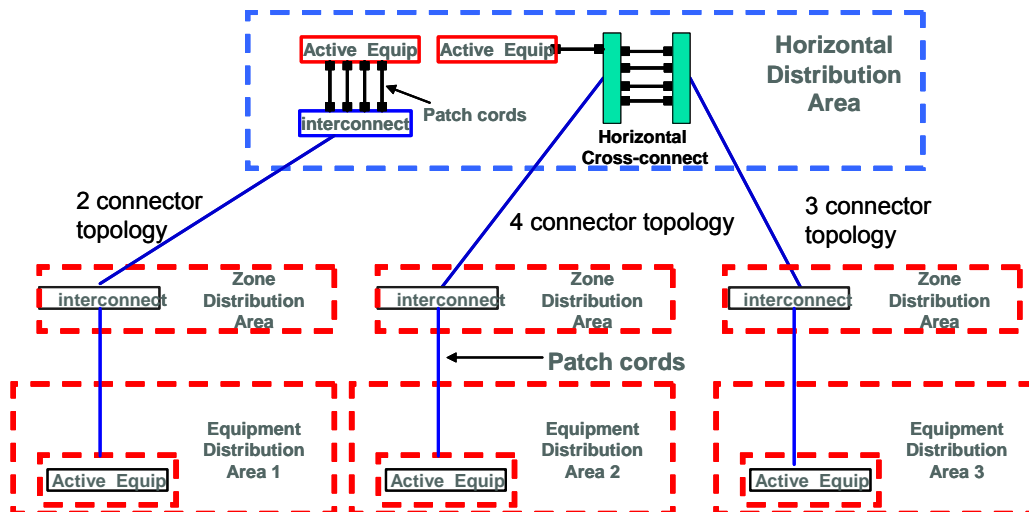 Active Equip
Active Equip
Horizontal
Distribution
Area
Patch cords
interconnect
Horizontal
Cross-connect
2 connector
topology
4 connector topology
3 connector
topology
interconnect
Zone
Distribution
Area
interconnect
Zone
Distribution
Area
interconnect
Zone
Distribution
Area
Patch cords
Equipment
Distribution
Area 1
Active Equip
Equipment
Distribution
Area 2
Active Equip
Equipment
Distribution
Area 3
Active Equip